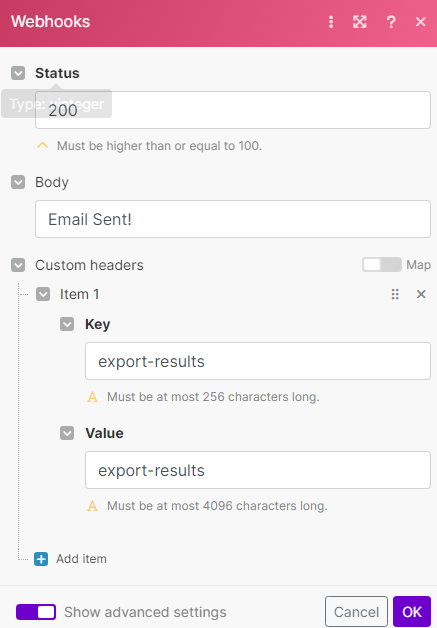 Webhooks
Status
Type: uInteger
200
Must be higher than or equal to 100.
Body
Email Sent!
Custom headers
Map
Item 1
Key
export-results
A Must be at most 256 characters long.
Value
export-results
A Must be at most 4096 characters long.
Add item
Show advanced settings
Cancel
OK